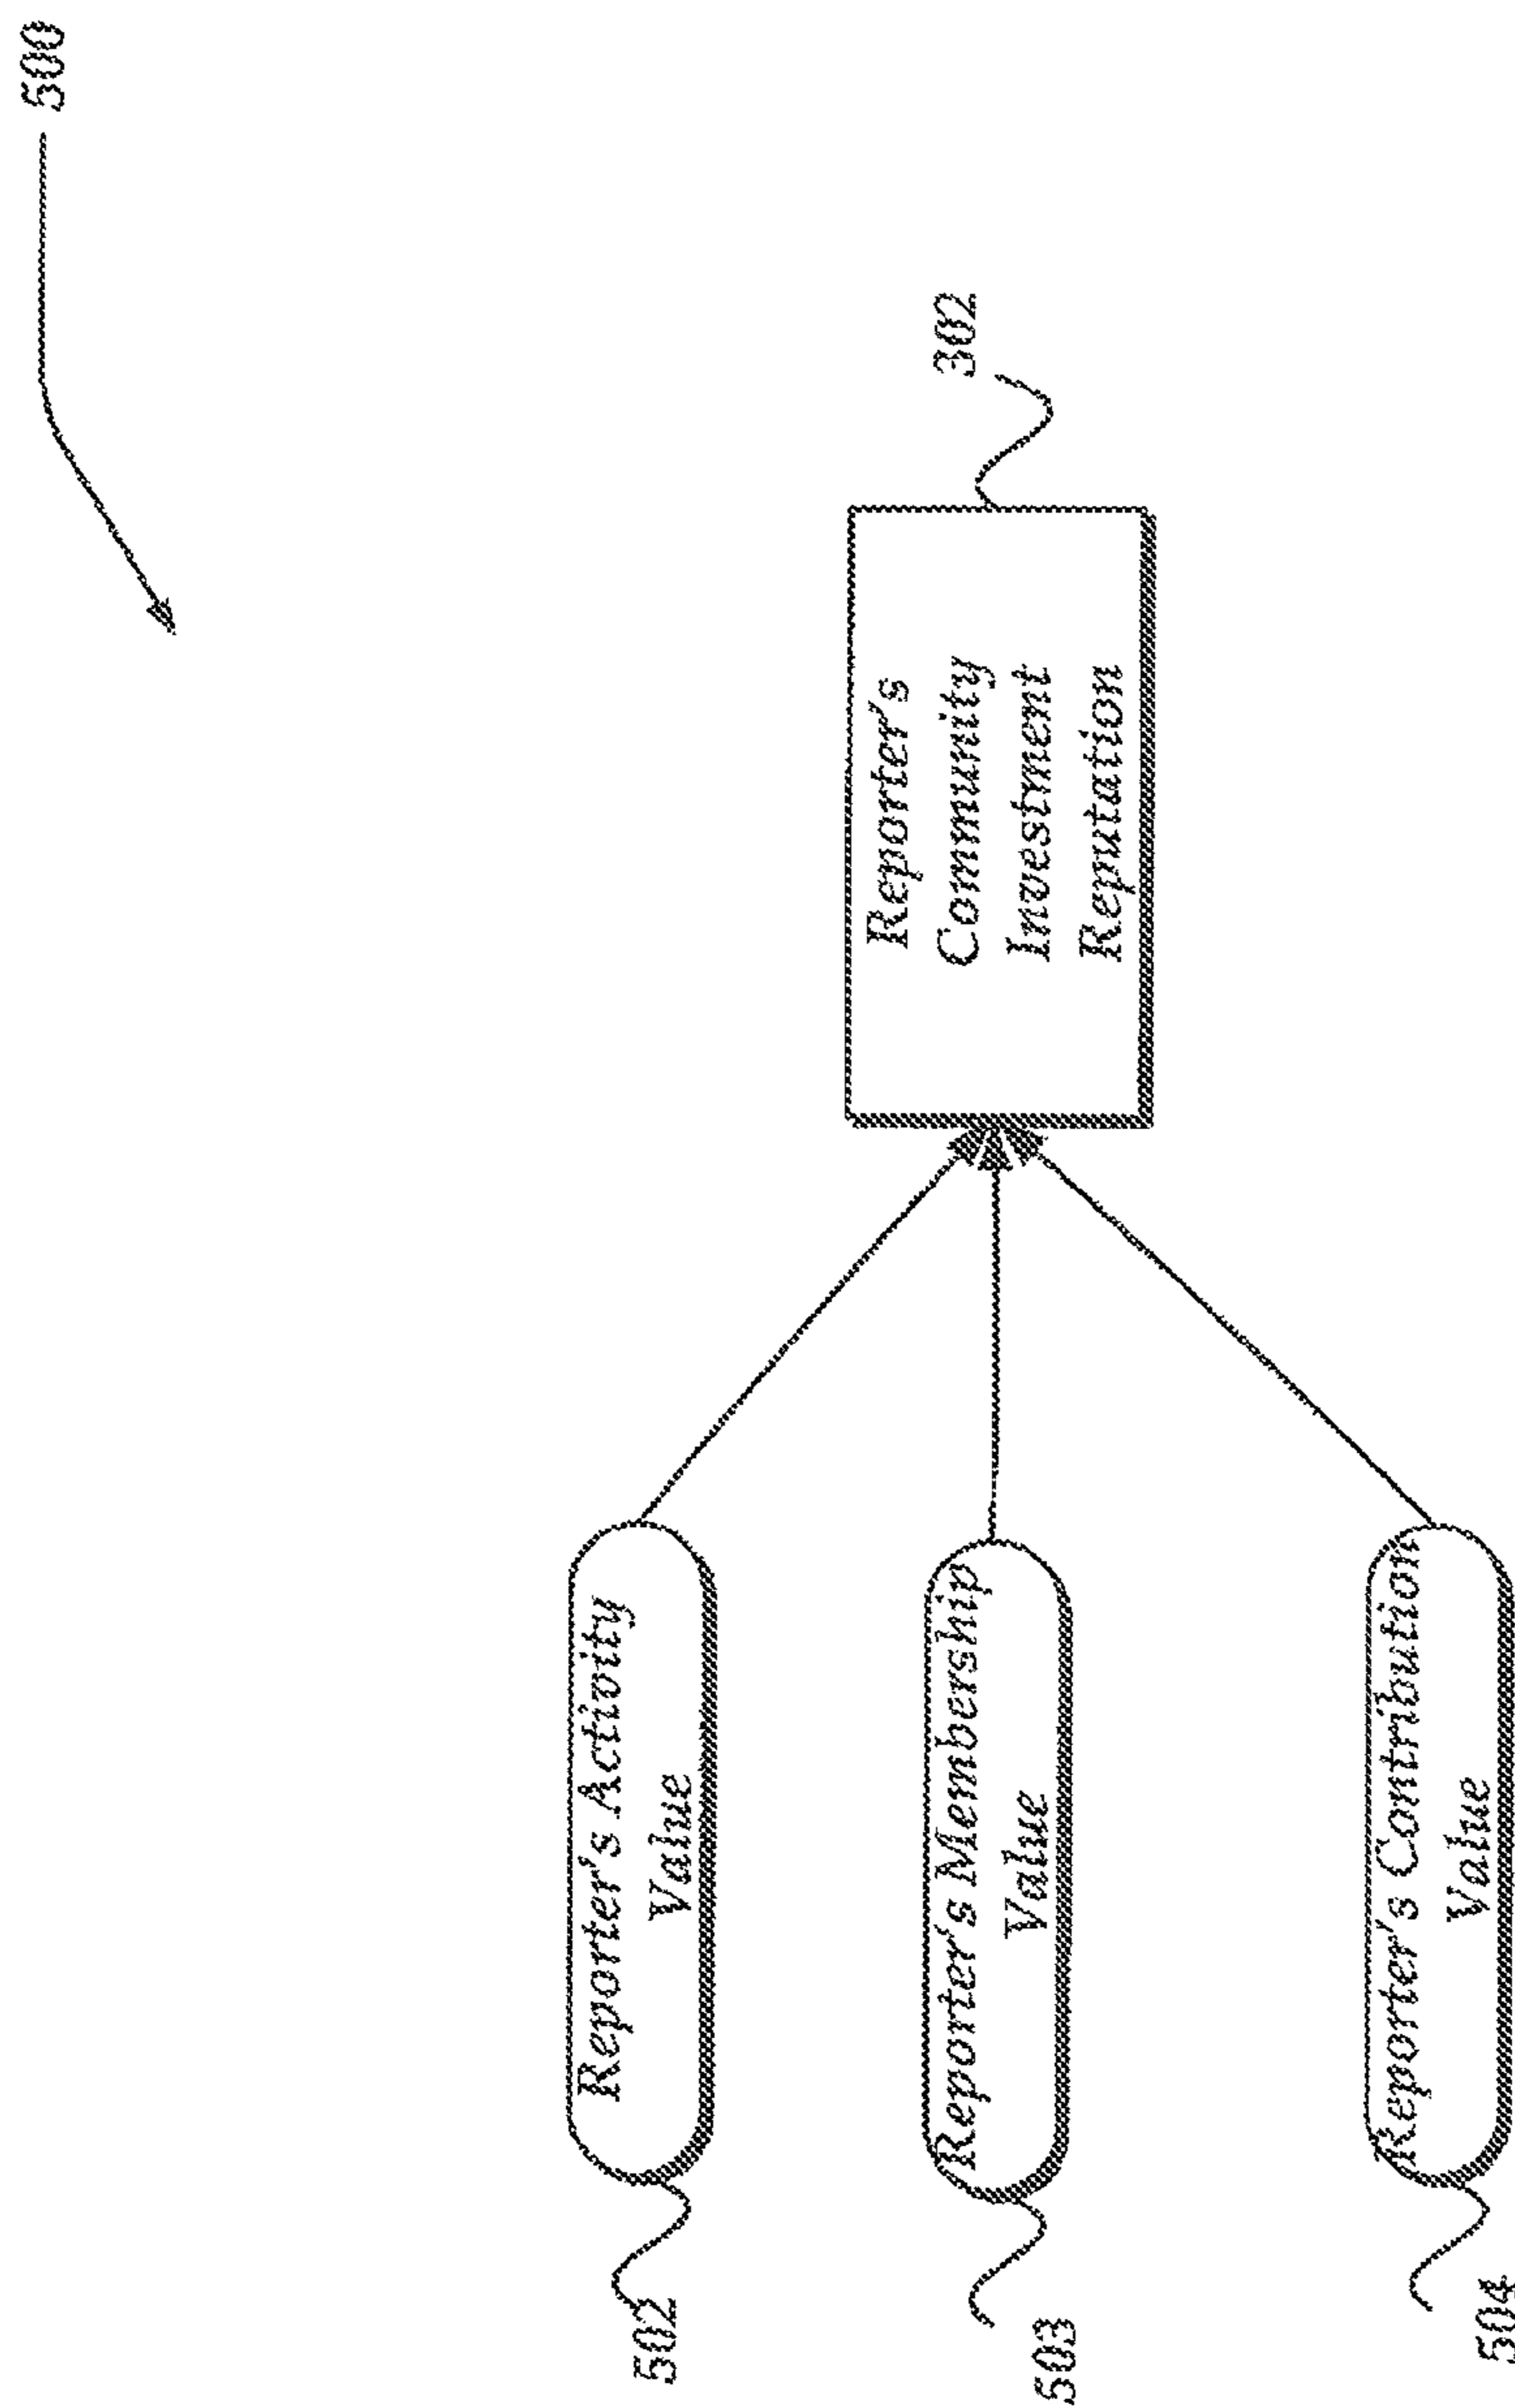 500
Reporter's Activity
Value
502
Reporter's Membership
Value
503
Reporter's Contribution
Value
504
Reporter's
Community
Investment
Reputation
302